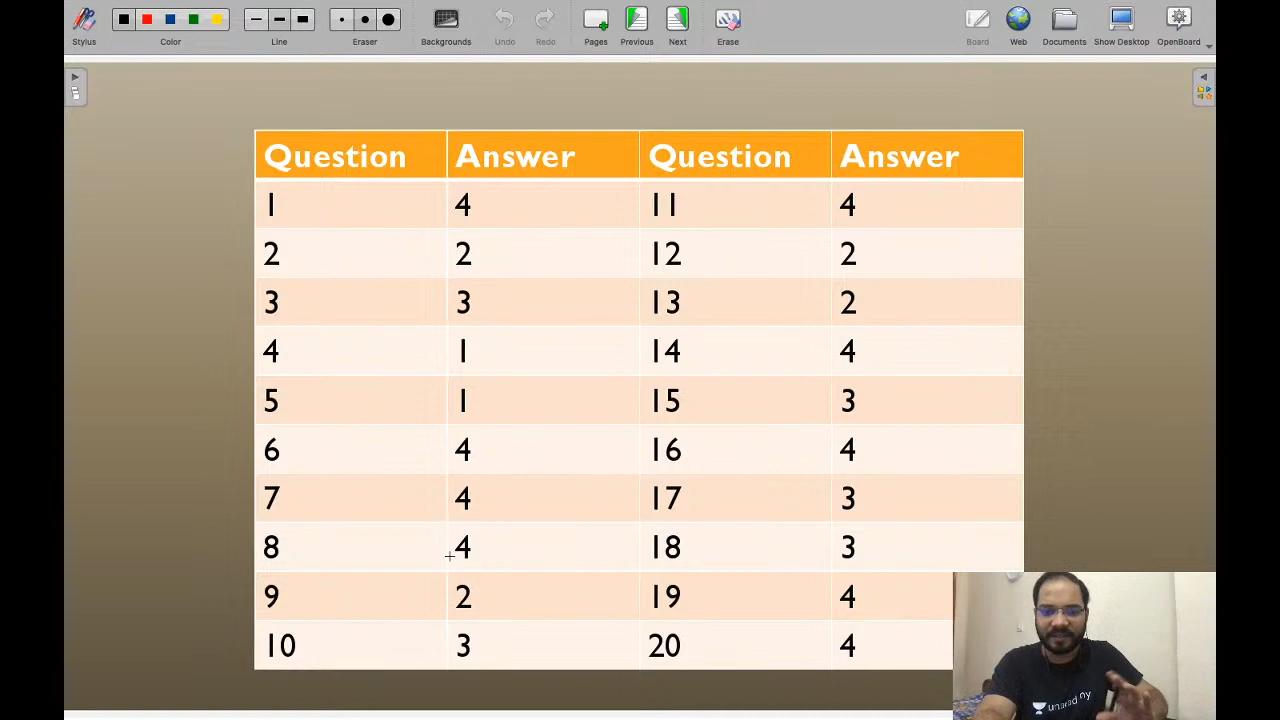 Stylus Color Line Eraser Backgrounds Undo Redo Pages Previous Next Erase Board Web Documents Show Desktop OpenBoard
Question Answer Question Answer
1 4 11 4
2 2 12 2
3 3 13 2
4 1 14 4
5 1 15 3
6 4 16 4
7 4 17 3
8 4 18 3
9 2 19 4
10 3 20 4